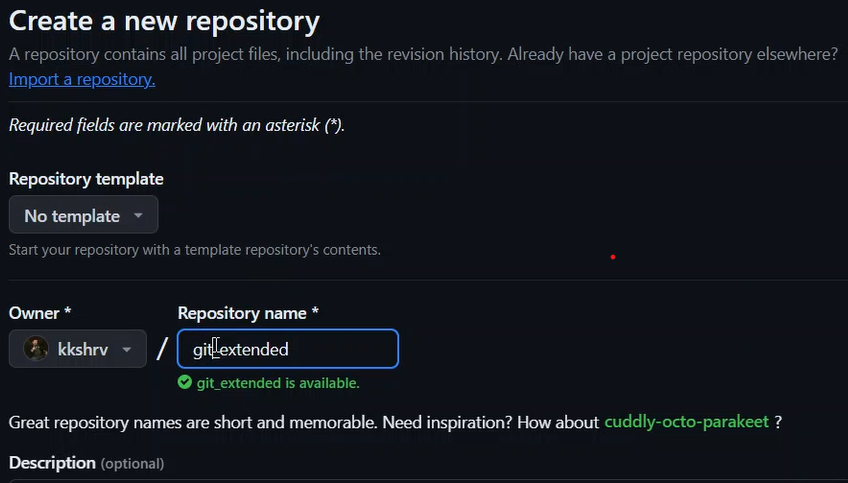 Create a new repository
A repository contains all project files, including the revision history. Already have a project repository elsewhere?
Import a repository.
Required fields are marked with an asterisk (*).
Repository template
No template
Start your repository with a template repository's contents.
Owner * Repository name *
kkshrv / git_extended
git_extended is available.
Great repository names are short and memorable. Need inspiration? How about cuddly-octo-parakeet ?
Description (optional)